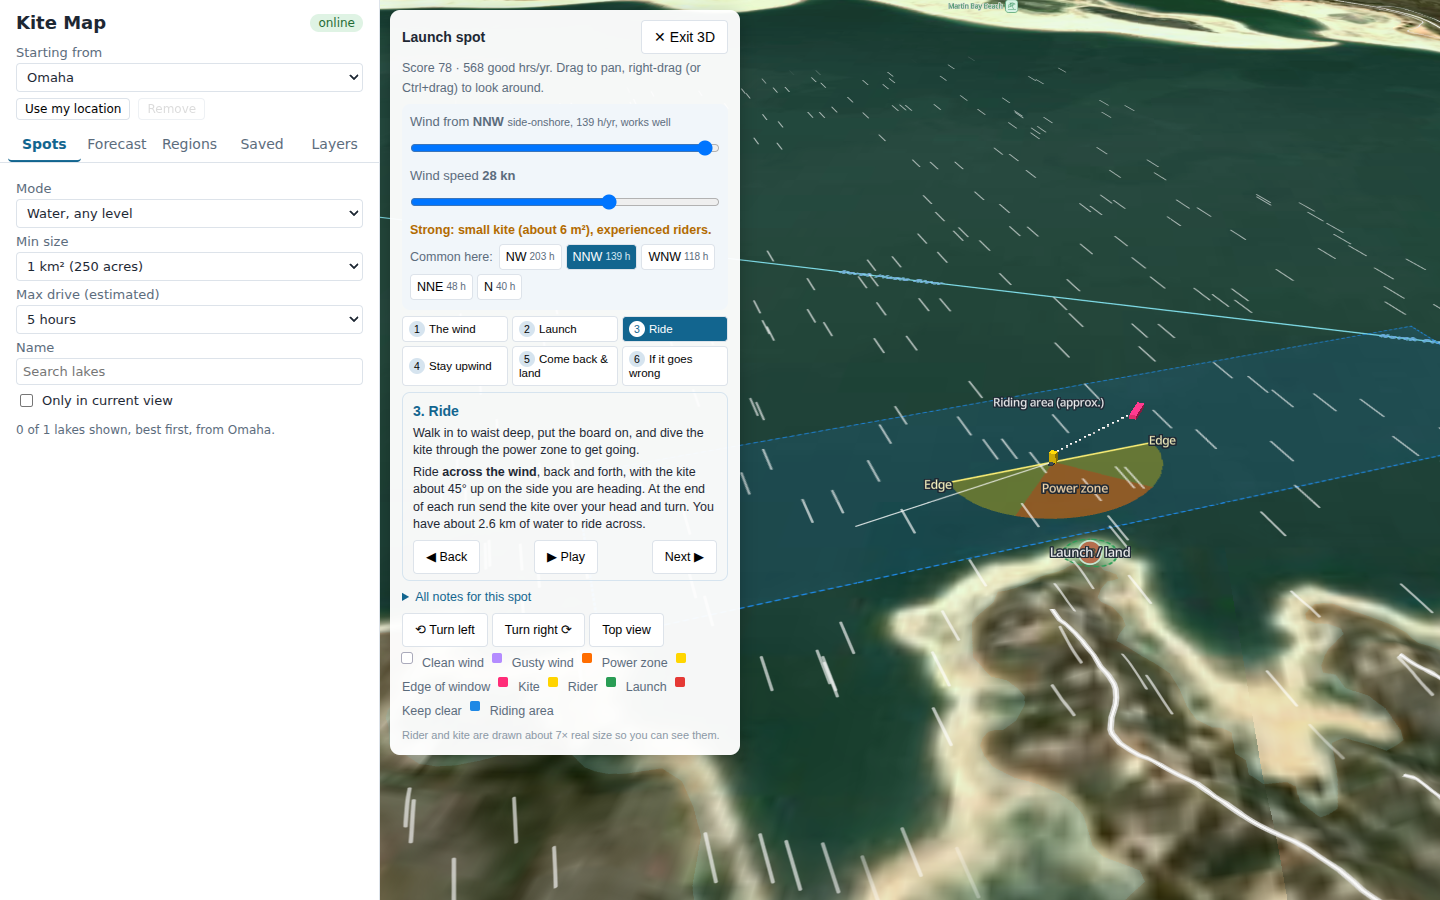 Kite Map
online
Starting from
Omaha
Use my location
Remove
Spots
Forecast
Regions
Saved
Layers
Mode
Water, any level
Min size
1 km² (250 acres)
Max drive (estimated)
5 hours
Name
Search lakes
Only in current view
0 of 1 lakes shown, best first, from Omaha.
Launch spot
✕ Exit 3D
Score 78 · 568 good hrs/yr. Drag to pan, right-drag (or
Ctrl+drag) to look around.
Wind from NNW side-onshore, 139 h/yr, works well
Wind speed 28 kn
Strong: small kite (about 6 m²), experienced riders.
Common here:
NW 203 h
NNW 139 h
WNW 118 h
NNE 48 h
N 40 h
1 The wind
2 Launch
3 Ride
4 Stay upwind
5 Come back &
land
6 If it goes
wrong
3. Ride
Walk in to waist deep, put the board on, and dive the
kite through the power zone to get going.
Ride across the wind, back and forth, with the kite
about 45° up on the side you are heading. At the end
of each run send the kite over your head and turn. You
have about 2.6 km of water to ride across.
◀ Back
▶ Play
Next ▶
▶ All notes for this spot
⟲ Turn left
Turn right ⟳
Top view
Clean wind
Gusty wind
Power zone
Edge of window
Kite
Rider
Launch
Keep clear
Riding area
Rider and kite are drawn about 7× real size so you can see them.
Martin Bay Beach
Riding area (approx.)
Edge
Edge
Power zone
Launch / land